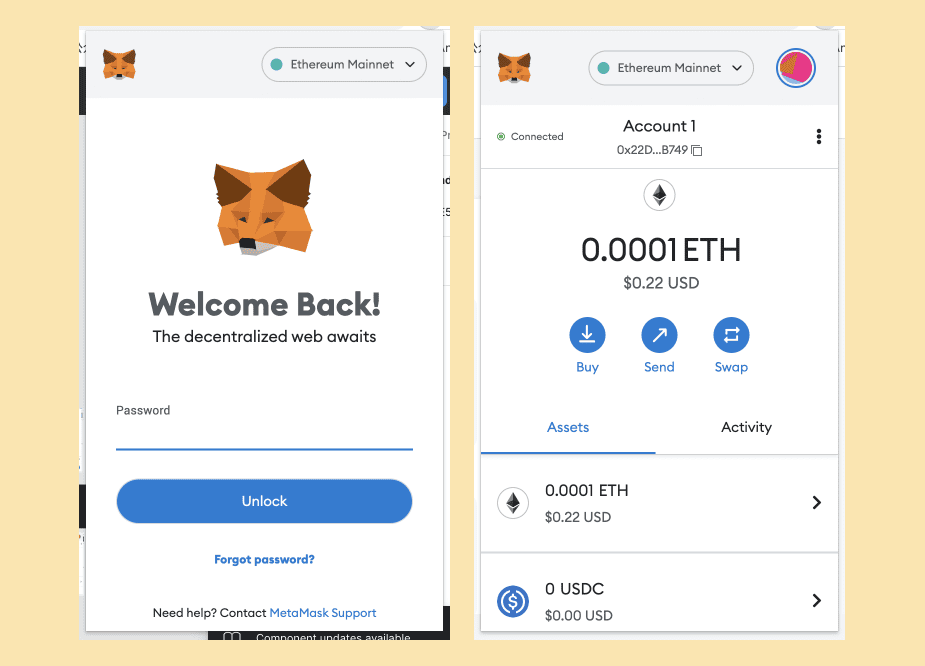 Ethereum Mainnet
Welcome Back!
The decentralized web awaits
Password
Unlock
Forgot password?
Need help? Contact MetaMask Support
Component updates available
Ethereum Mainnet
Connected
Account 1
0x22D...B749
0.0001 ETH
$0.22 USD
Buy Send Swap
Assets Activity
0.0001 ETH
$0.22 USD
0 USDC
$0.00 USD